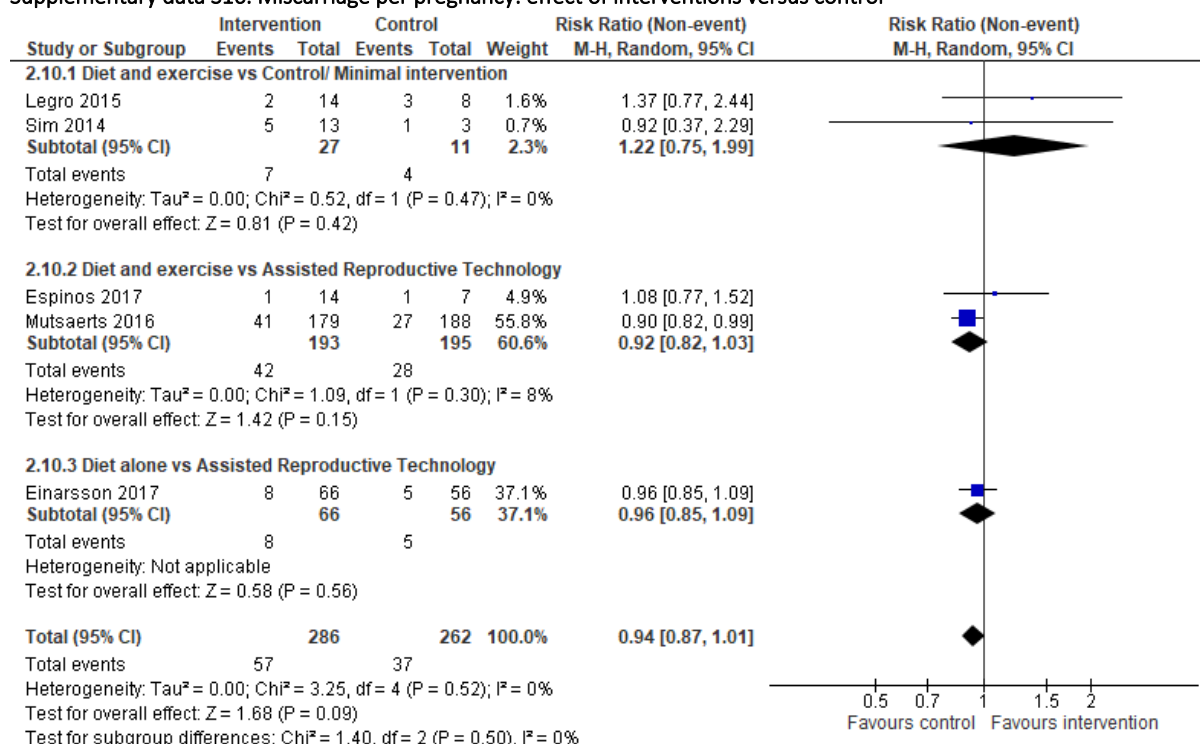 Supplementary data S10: Miscarriage per pregnancy: effect of interventions versus control
Intervention Control Risk Ratio (Non-event) Risk Ratio (Non-event)
Study or Subgroup Events Total Events Total Weight M-H, Random, 95% CI M-H, Random, 95% CI
2.10.1 Diet and exercise vs Control/ Minimal intervention
Legro 2015 2 14 3 8 1.6% 1.37 [0.77, 2.44]
Sim 2014 5 13 1 3 0.7% 0.92 [0.37, 2.29]
Subtotal (95% CI) 27 11 2.3% 1.22 [0.75, 1.99]
Total events 7 4
Heterogeneity: Tau² = 0.00; Chi² = 0.52, df = 1 (P = 0.47); I² = 0%
Test for overall effect: Z = 0.81 (P = 0.42)
2.10.2 Diet and exercise vs Assisted Reproductive Technology
Espinos 2017 1 14 1 7 4.9% 1.08 [0.77, 1.52]
Mutsaerts 2016 41 179 27 188 55.8% 0.90 [0.82, 0.99]
Subtotal (95% CI) 193 195 60.6% 0.92 [0.82, 1.03]
Total events 42 28
Heterogeneity: Tau² = 0.00; Chi² = 1.09, df = 1 (P = 0.30); I² = 8%
Test for overall effect: Z = 1.42 (P = 0.15)
2.10.3 Diet alone vs Assisted Reproductive Technology
Einarsson 2017 8 66 5 56 37.1% 0.96 [0.85, 1.09]
Subtotal (95% CI) 66 56 37.1% 0.96 [0.85, 1.09]
Total events 8 5
Heterogeneity: Not applicable
Test for overall effect: Z = 0.58 (P = 0.56)
Total (95% CI) 286 262 100.0% 0.94 [0.87, 1.01]
Total events 57 37
Heterogeneity: Tau² = 0.00; Chi² = 3.25, df = 4 (P = 0.52); I² = 0%
Test for overall effect: Z = 1.68 (P = 0.09)
Test for subgroup differences: Chi² = 1.40, df = 2 (P = 0.50), I² = 0%
0.5 0.7 1 1.5 2
Favours control Favours intervention